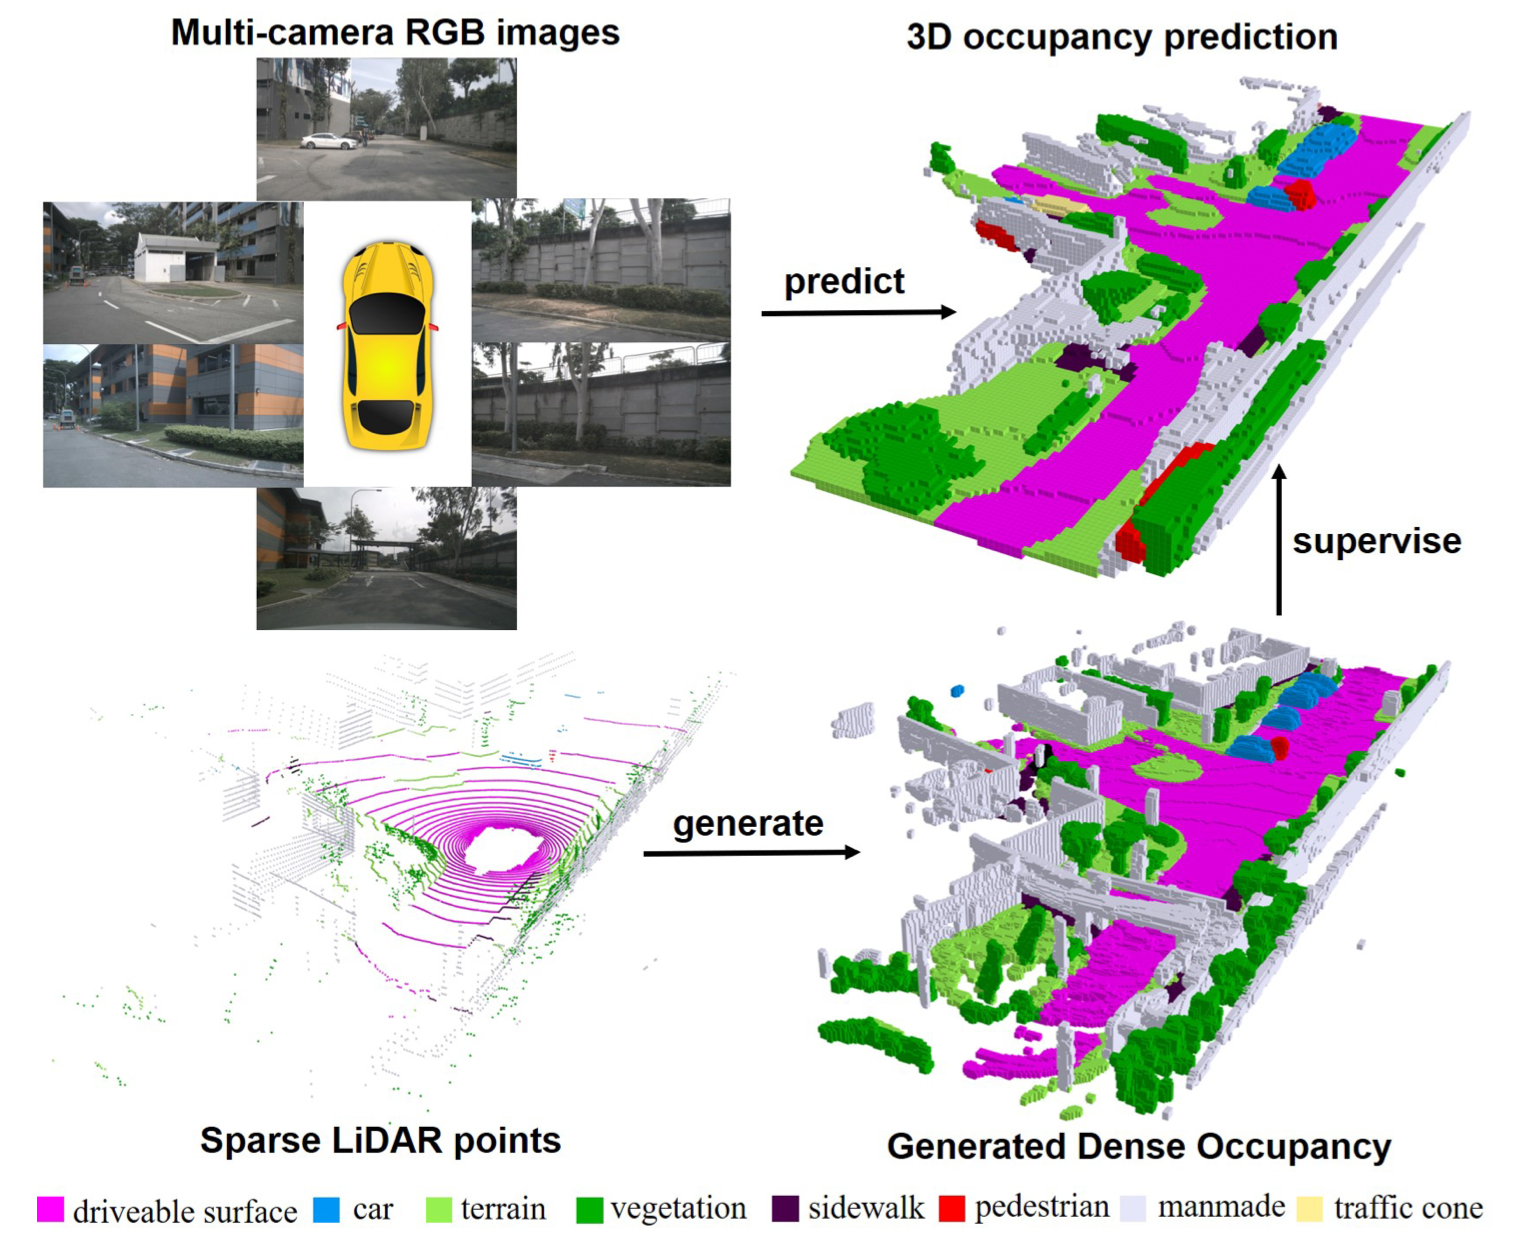 Multi-camera RGB images
3D occupancy prediction
predict
supervise
generate
Sparse LiDAR points
Generated Dense Occupancy
driveable surface
car
terrain
vegetation
sidewalk
pedestrian
manmade
traffic cone